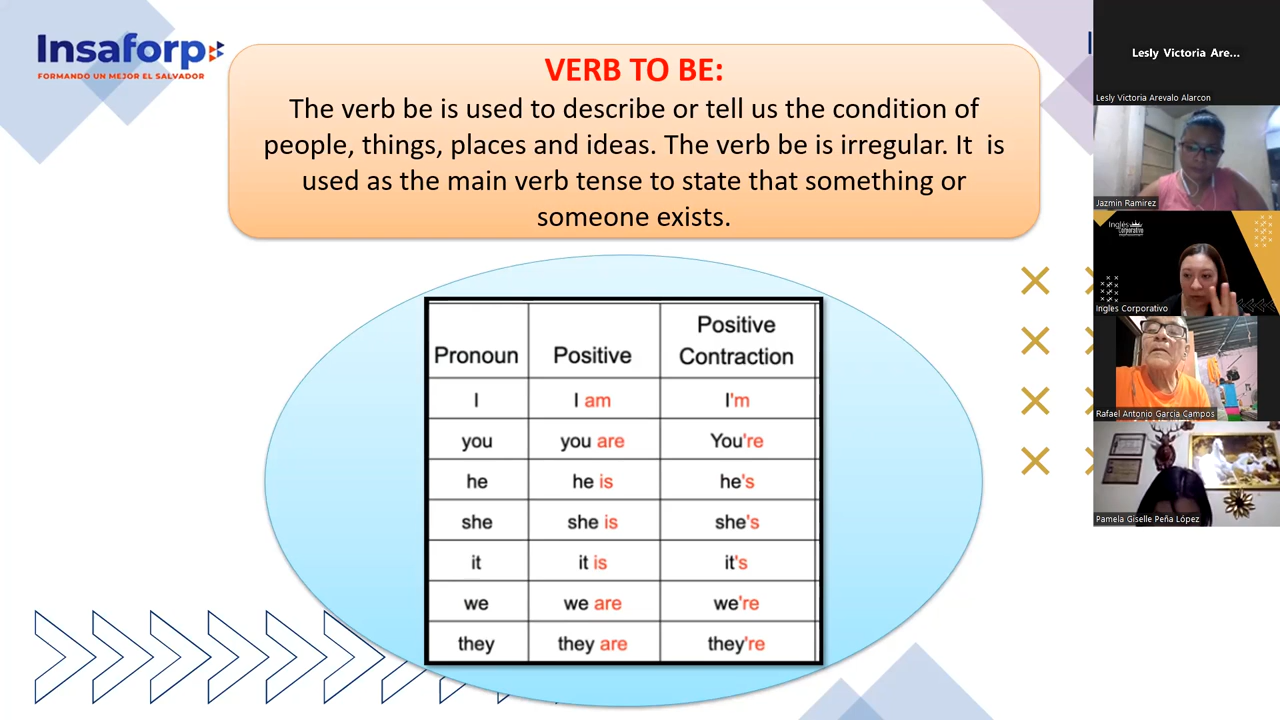 Insaforp
FORMANDO UN MEJOR EL SALVADOR
VERB TO BE:
The verb be is used to describe or tell us the condition of
people, things, places and ideas. The verb be is irregular. It is
used as the main verb tense to state that something or
someone exists.
Pronoun Positive Positive Contraction
I I am I'm
you you are You're
he he is he's
she she is she's
it it is it's
we we are we're
they they are they're
Lesly Victoria Are...
Lesly Victoria Arevalo Alarcon
Jazmin Ramirez
Inglés
Corporativo
Ingles Corporativo
Rafael Antonio Garcia Campos
Pamela Giselle Peña López